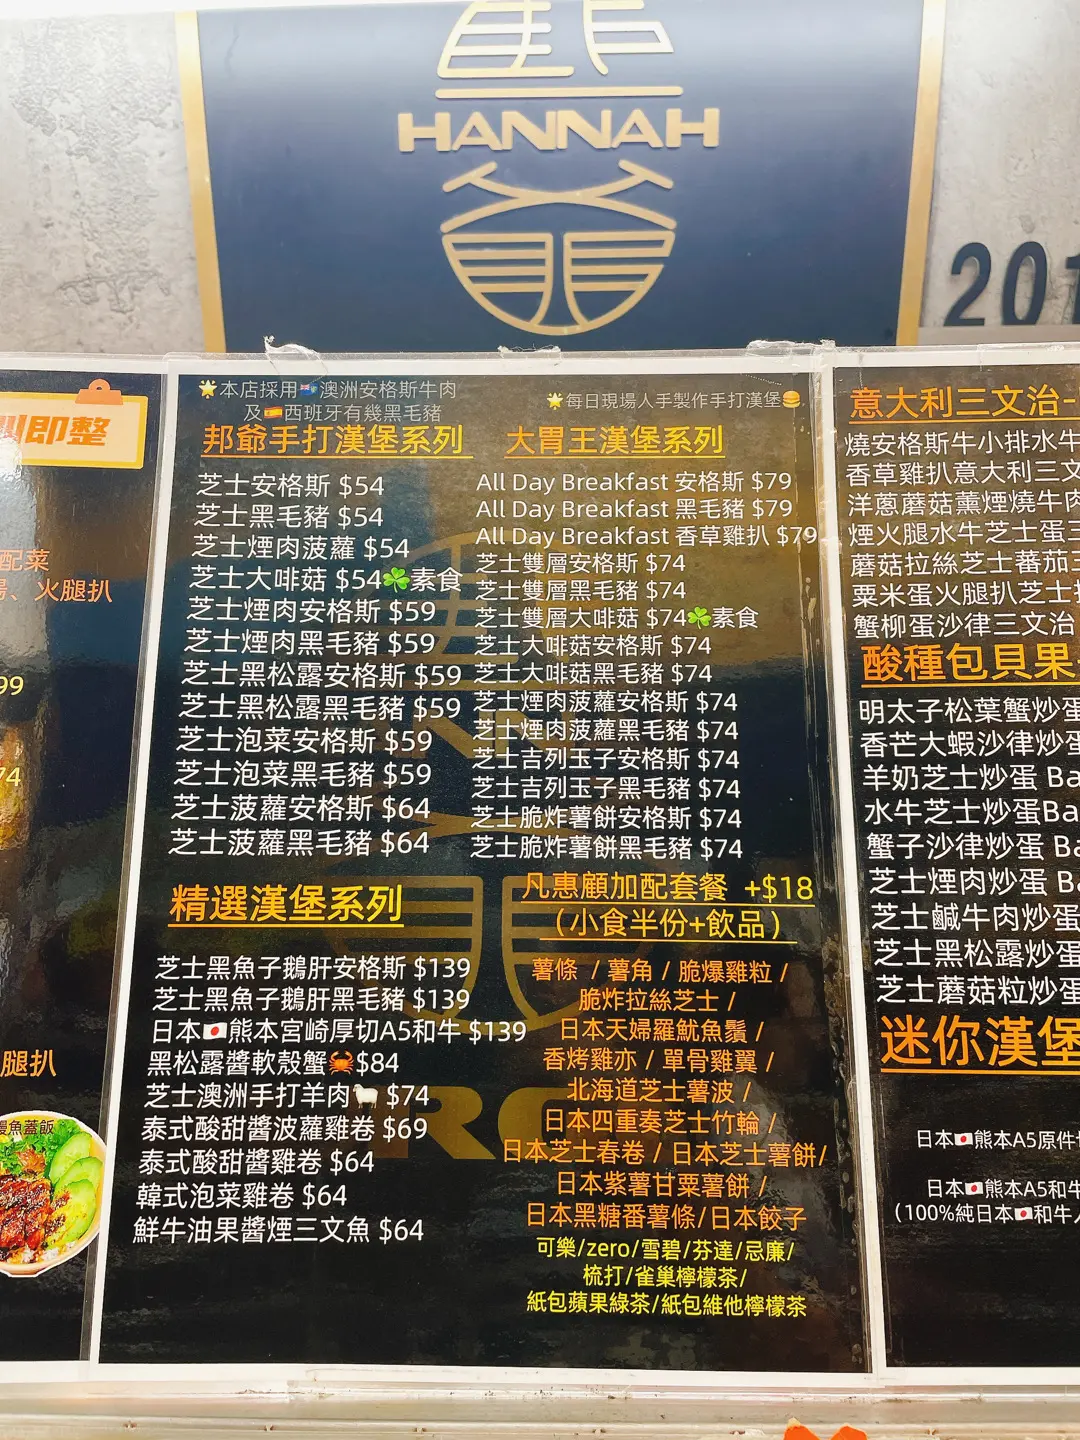 HANNAH
201
即整
配菜
、火腿扒
99
74
腿扒
魚蓋飯
🌟本店採用🇦🇺澳洲安格斯牛肉
及🇪🇸西班牙有幾黑毛豬
邦爺手打漢堡系列
芝士安格斯 $54
芝士黑毛豬 $54
芝士煙肉菠蘿 $54
芝士大啡菇 $54☘️素食
芝士煙肉安格斯 $59
芝士煙肉黑毛豬 $59
芝士黑松露安格斯 $59
芝士黑松露黑毛豬 $59
芝士泡菜安格斯 $59
芝士泡菜黑毛豬 $59
芝士菠蘿安格斯 $64
芝士菠蘿黑毛豬 $64
精選漢堡系列
芝士黑魚子鵝肝安格斯 $139
芝士黑魚子鵝肝黑毛豬 $139
日本🇯🇵熊本宮崎厚切A5和牛 $139
黑松露醬軟殼蟹🦀$84
芝士澳洲手打羊肉🐑 $74
泰式酸甜醬波蘿雞卷 $69
泰式酸甜醬雞卷 $64
韓式泡菜雞卷 $64
鮮牛油果醬煙三文魚 $64
🌟每日現場人手製作手打漢堡🍔
大胃王漢堡系列
All Day Breakfast 安格斯 $79
All Day Breakfast 黑毛豬 $79
All Day Breakfast 香草雞扒 $79
芝士雙層安格斯 $74
芝士雙層黑毛豬 $74
芝士雙層大啡菇 $74☘️素食
芝士大啡菇安格斯 $74
芝士大啡菇黑毛豬 $74
芝士煙肉菠蘿安格斯 $74
芝士煙肉菠蘿黑毛豬 $74
芝士吉列玉子安格斯 $74
芝士吉列玉子黑毛豬 $74
芝士脆炸薯餅安格斯 $74
芝士脆炸薯餅黑毛豬 $74
凡惠顧加配套餐 +$18
（小食半份+飲品）
薯條 / 薯角 / 脆爆雞粒 /
脆炸拉絲芝士 /
日本天婦羅魷魚鬚 /
香烤雞亦 / 單骨雞翼 /
北海道芝士薯波 /
日本四重奏芝士竹輪 /
日本芝士春卷 / 日本芝士薯餅/
日本紫薯甘粟薯餅 /
日本黑糖番薯條/日本餃子
可樂/zero/雪碧/芬達/忌廉/
梳打/雀巢檸檬茶/
紙包蘋果綠茶/紙包維他檸檬茶
意大利三文治-
燒安格斯牛小排水牛
香草雞扒意大利三文
洋蔥蘑菇薰煙燒牛肉
煙火腿水牛芝士蛋三
蘑菇拉絲芝士蕃茄三
粟米蛋火腿扒芝士
蟹柳蛋沙律三文治
酸種包貝果
明太子松葉蟹炒蛋
香芒大蝦沙律炒蛋
羊奶芝士炒蛋 Ba
水牛芝士炒蛋Ba
蟹子沙律炒蛋 Ba
芝士煙肉炒蛋 Ba
芝士鹹牛肉炒蛋
芝士黑松露炒蛋
芝士蘑菇粒炒蛋
迷你漢堡
日本🇯🇵熊本A5原件
日本🇯🇵熊本A5和牛
（100%純日本🇯🇵和牛